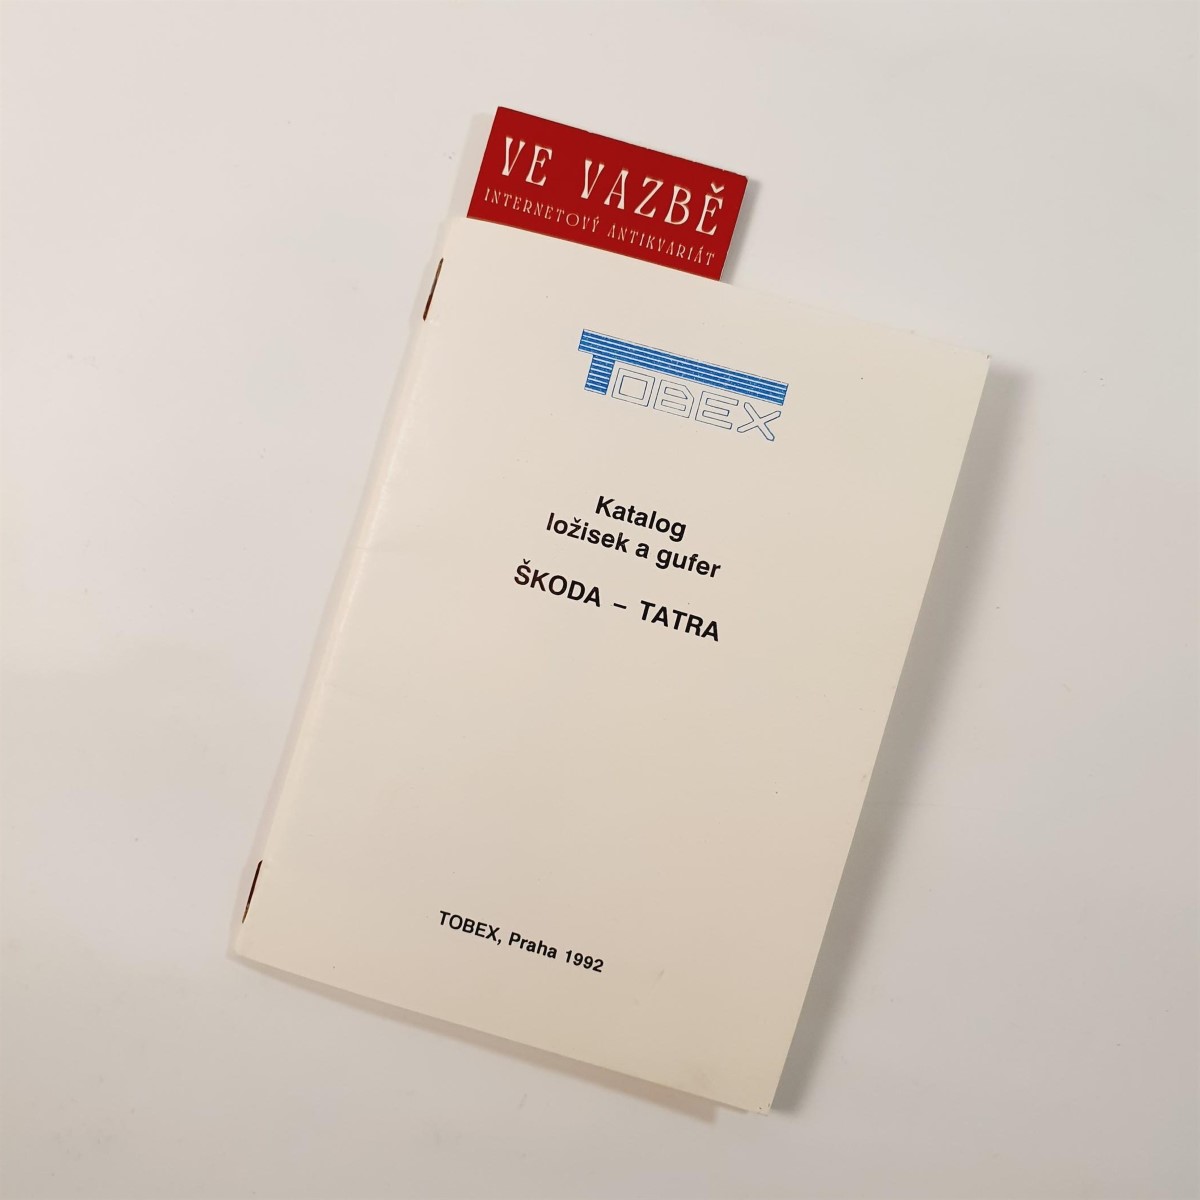 VE VAZBĚ
INTERNETOVÝ ANTIKVARIÁT
TOBEX
Katalog
ložisek a gufer
ŠKODA - TATRA
TOBEX, Praha 1992